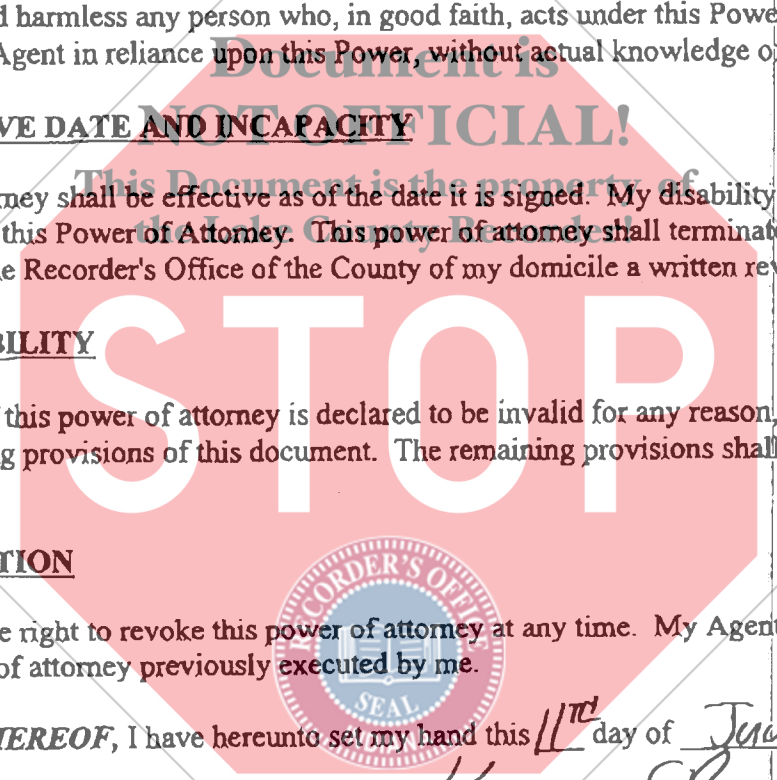 d harmless any person who, in good faith, acts under this Powe
Agent in reliance upon this Power, without actual knowledge o
Document is
NOT OFFICIAL!
VE DATE AND INCAPACITY
This Document is the property of
the Lake County Recorder!
ney shall be effective as of the date it is signed. My disability
this Power of Attorney. This power of attorney shall terminat
e Recorder's Office of the County of my domicile a written rev
BILITY
STOP
this power of attorney is declared to be invalid for any reason,
g provisions of this document. The remaining provisions shall
TION
RECORDER'S OFFICE
e right to revoke this power of attorney at any time. My Agent
of attorney previously executed by me.
SEAL
HEREOF, I have hereunto set my hand this 11TH day of